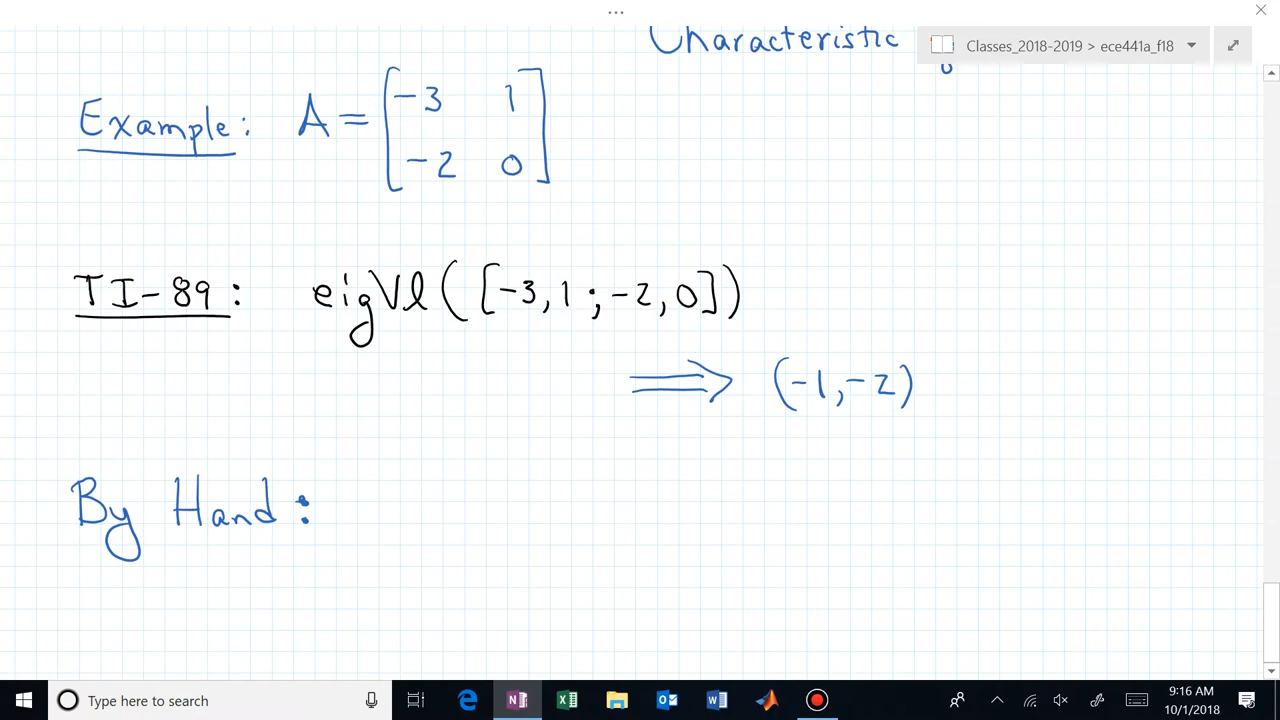 Characteristic
Classes_2018-2019 > ece441a_f18
Example: A = [-3 1
-2 0]
TI-89: eigVl([-3,1;-2,0])
⟹ (-1,-2)
By Hand:
Type here to search
9:16 AM
10/1/2018